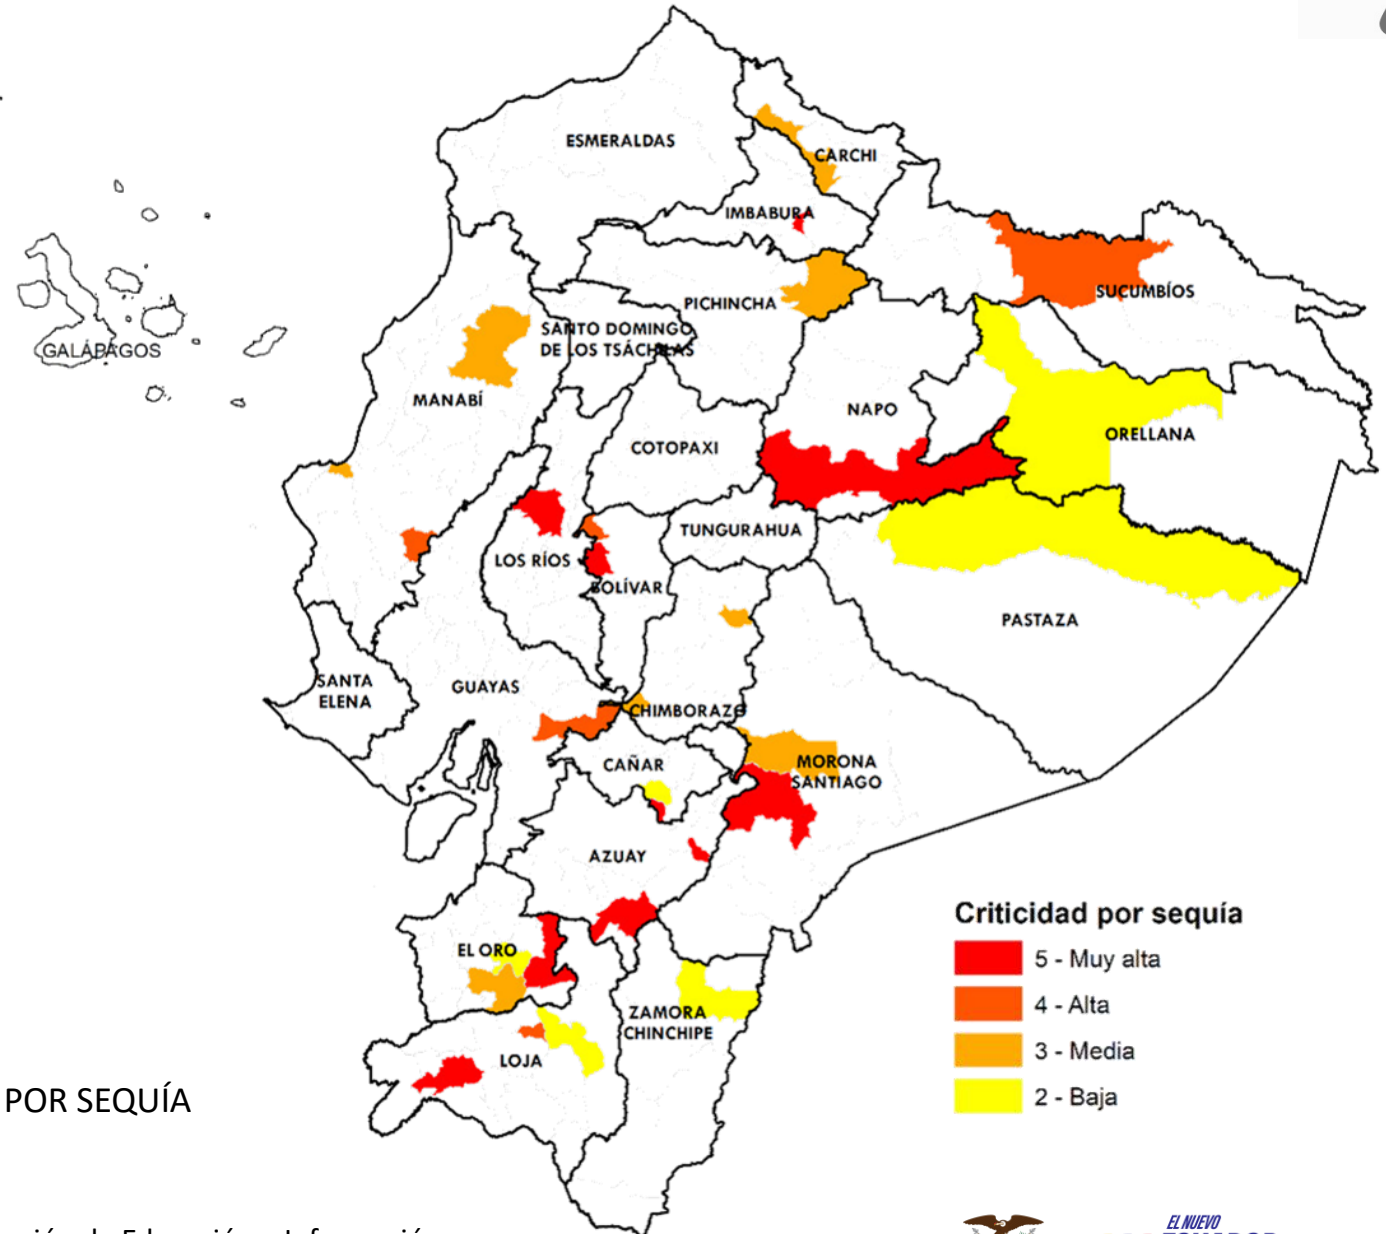 ESMERALDAS
CARCHI
IMBABURA
SUCUMBÍOS
PICHINCHA
SANTO DOMINGO
DE LOS TSÁCHILAS
GALÁPAGOS
MANABÍ
NAPO
ORELLANA
COTOPAXI
TUNGURAHUA
LOS RÍOS
BOLÍVAR
PASTAZA
SANTA
ELENA
GUAYAS
CHIMBORAZO
CAÑAR
MORONA
SANTIAGO
AZUAY
EL ORO
ZAMORA
CHINCHIPE
LOJA
Criticidad por sequía
5 - Muy alta
4 - Alta
3 - Media
2 - Baja
POR SEQUÍA
EL NUEVO